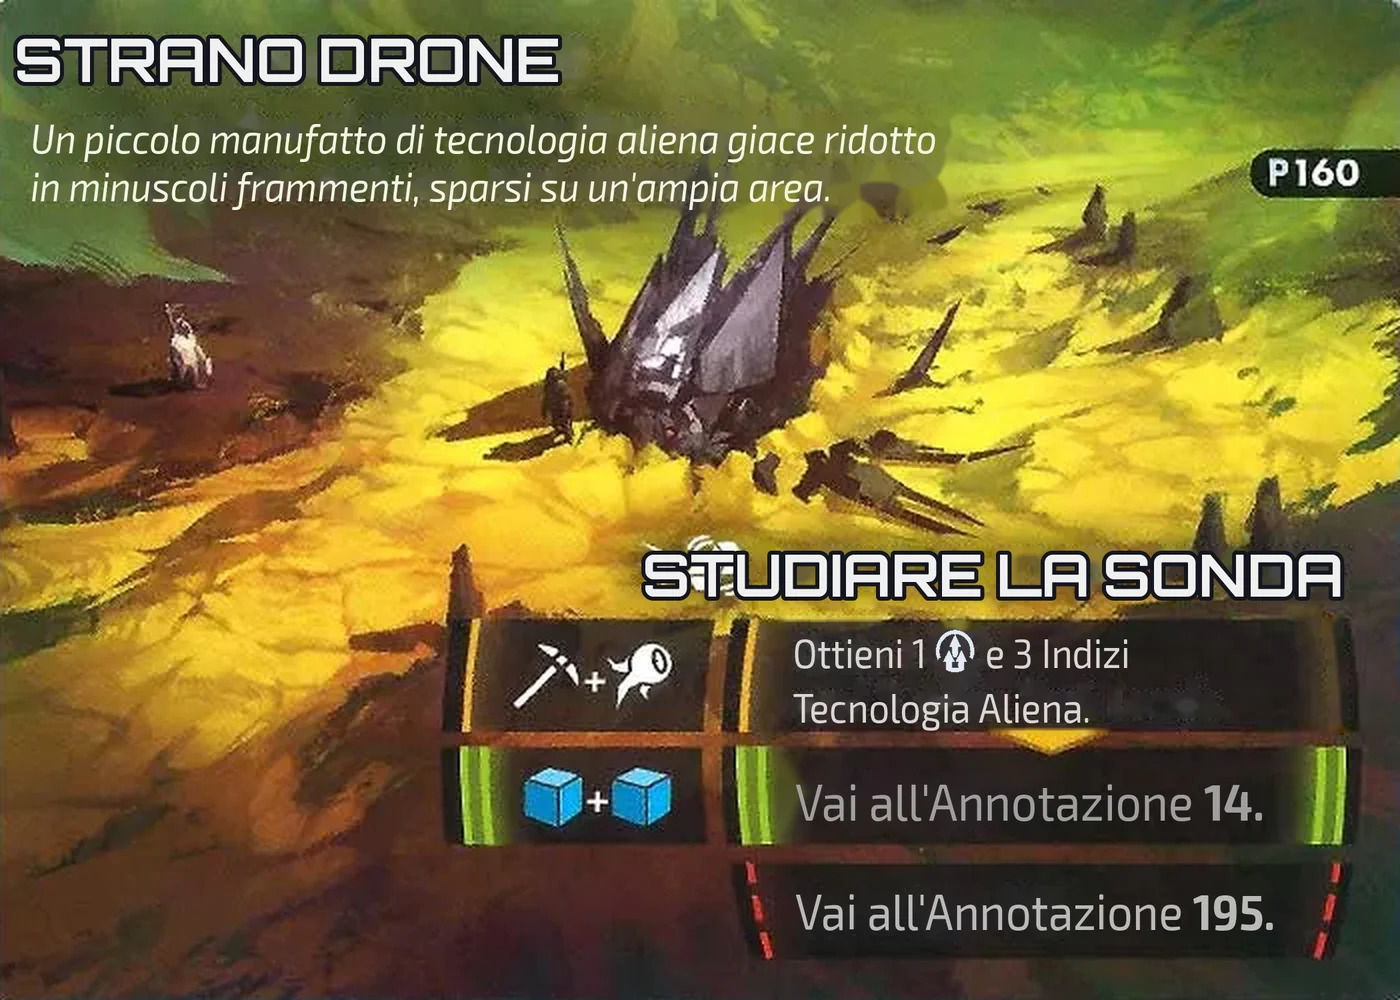 STRANO DRONE
Un piccolo manufatto di tecnologia aliena giace ridotto
in minuscoli frammenti, sparsi su un'ampia area.
P160
STUDIARE LA SONDA
+
Ottieni 1 e 3 Indizi
Tecnologia Aliena.
+
Vai all'Annotazione 14.
Vai all'Annotazione 195.